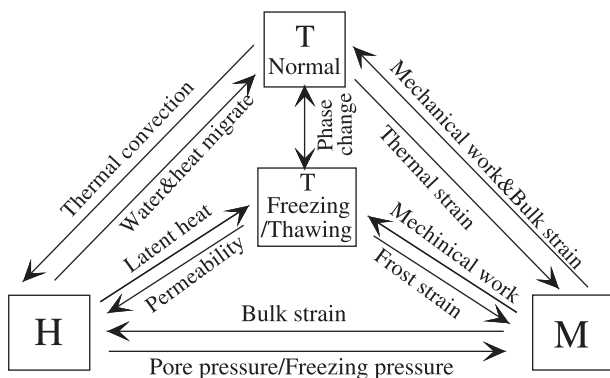 T
Normal
Thermal convection
Water&heat migrate
Phase
change
Mechanical work&Bulk strain
Thermal strain
T
Freezing
/Thawing
Latent heat
Permeability
Mechinical work
Frost strain
H
Bulk strain
M
Pore pressure/Freezing pressure